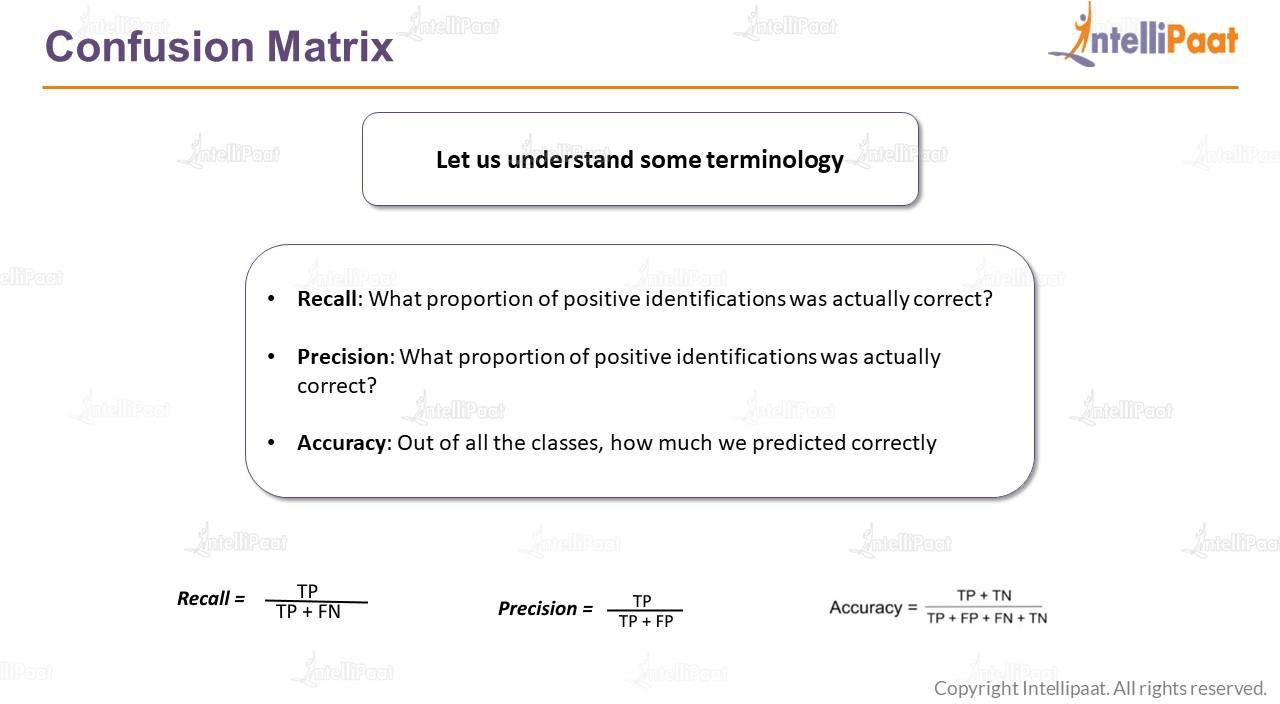 Confusion Matrix
IntelliPaat
Let us understand some terminology
• Recall: What proportion of positive identifications was actually correct?
• Precision: What proportion of positive identifications was actually
correct?
• Accuracy: Out of all the classes, how much we predicted correctly
Recall = TP / TP + FN
Precision = TP / TP + FP
Accuracy = TP + TN / TP + FP + FN + TN
Copyright Intellipaat. All rights reserved.